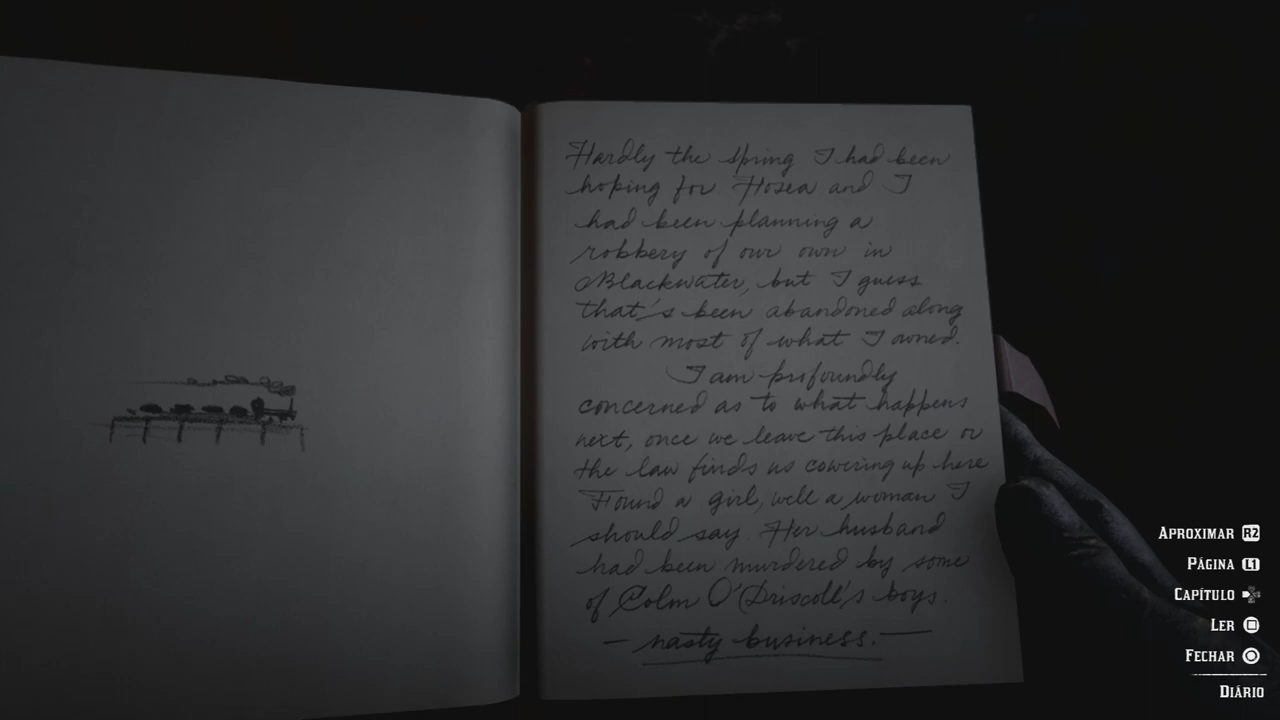 Hardly the spring I had been
hoping for Hosea and I
had been planning a
robbery of our own in
Blackwater, but I guess
that's been abandoned along
with most of what I owned.
I am profoundly
concerned as to what happens
next, once we leave this place or
the law finds us cowering up here
Found a girl, well a woman I
should say. Her husband
had been murdered by some
of Colm O'Driscoll's boys.
— nasty business. —
APROXIMAR R2
PÁGINA L1
CAPÍTULO
LER
FECHAR
DIÁRIO